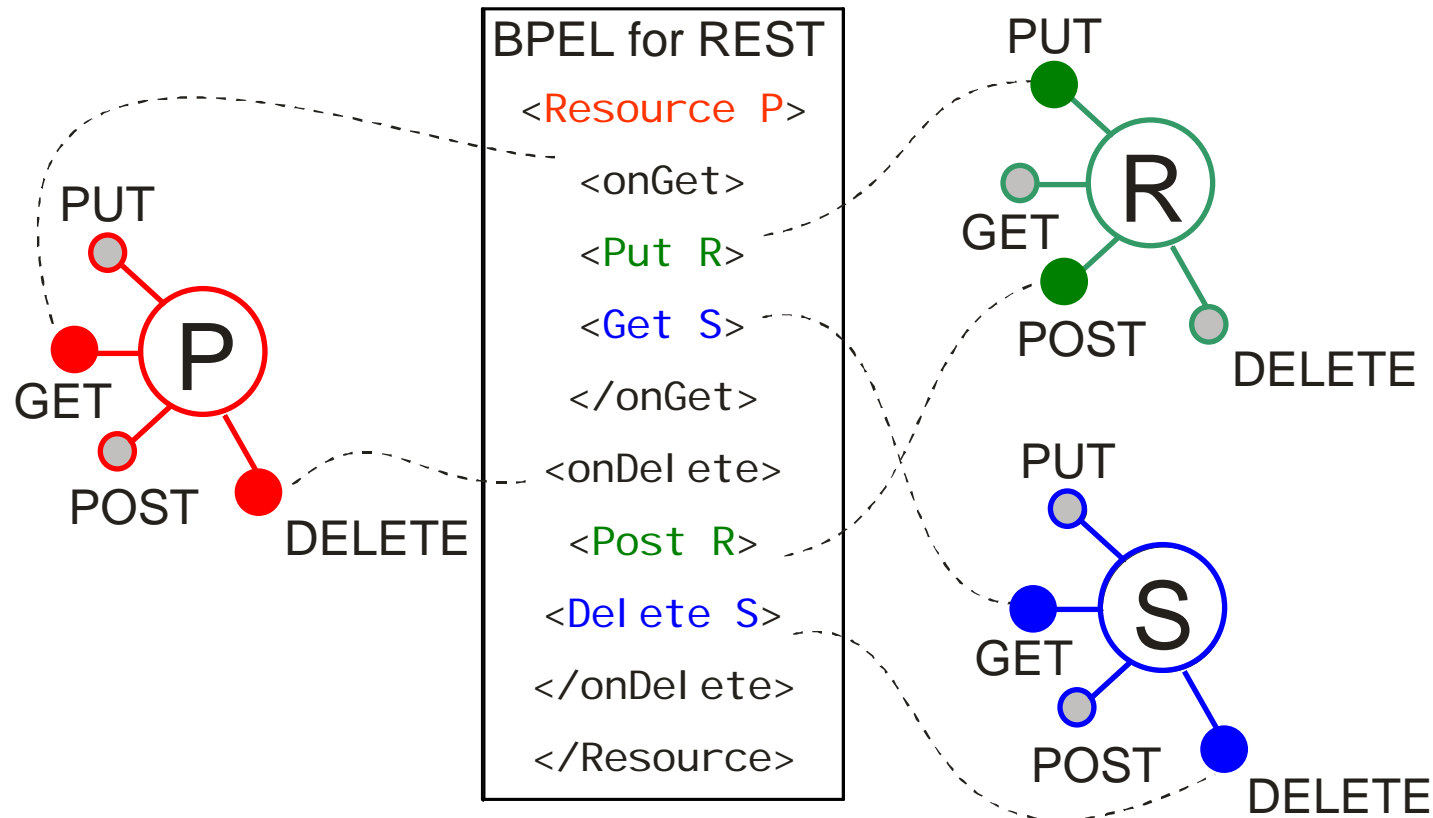 BPEL for REST
<Resource P>
<onGet>
<Put R>
<Get S>
</onGet>
<onDelete>
<Post R>
<Delete S>
</onDelete>
</Resource>
PUT
GET
P
POST
DELETE
PUT
R
GET
POST
DELETE
PUT
S
GET
POST
DELETE